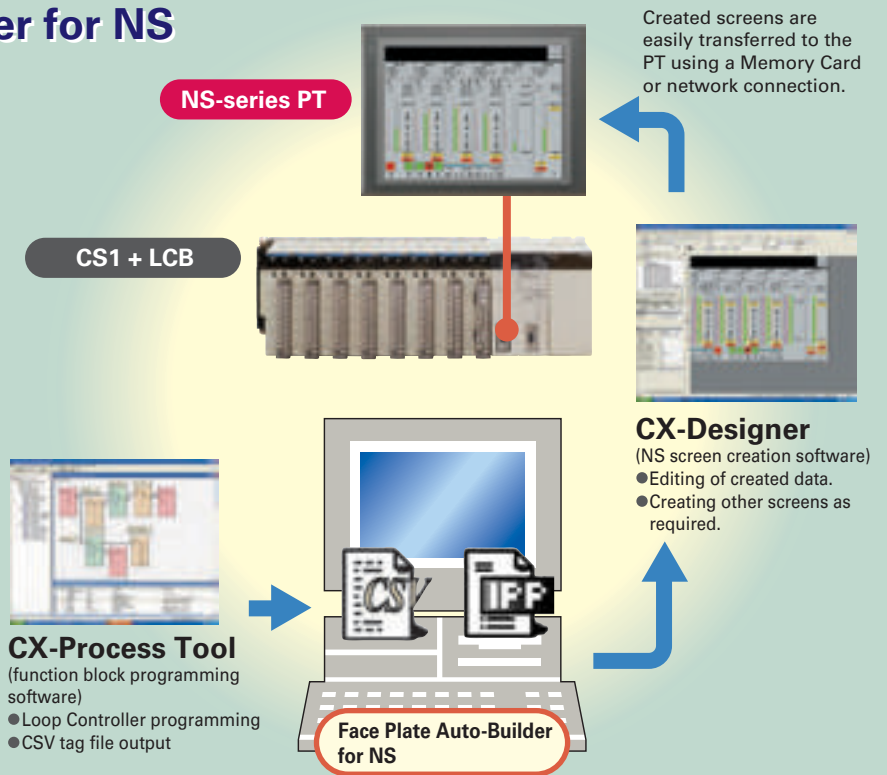 er for NS
Created screens are
easily transferred to the
PT using a Memory Card
or network connection.
NS-series PT
CS1 + LCB
CX-Designer
(NS screen creation software)
●Editing of created data.
●Creating other screens as
required.
CSV
IPP
CX-Process Tool
(function block programming
software)
●Loop Controller programming
●CSV tag file output
Face Plate Auto-Builder
for NS